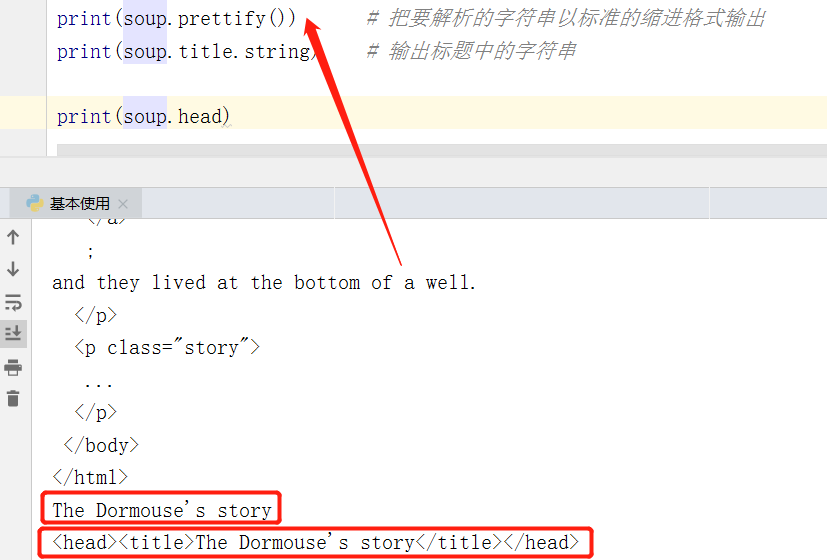 print(soup.prettify()) # 把要解析的字符串以标准的缩进格式输出
print(soup.title.string) # 输出标题中的字符串
print(soup.head)
基本使用
</a>
;
and they lived at the bottom of a well.
</p>
<p class="story">
...
</p>
</body>
</html>
The Dormouse's story
<head><title>The Dormouse's story</title></head>